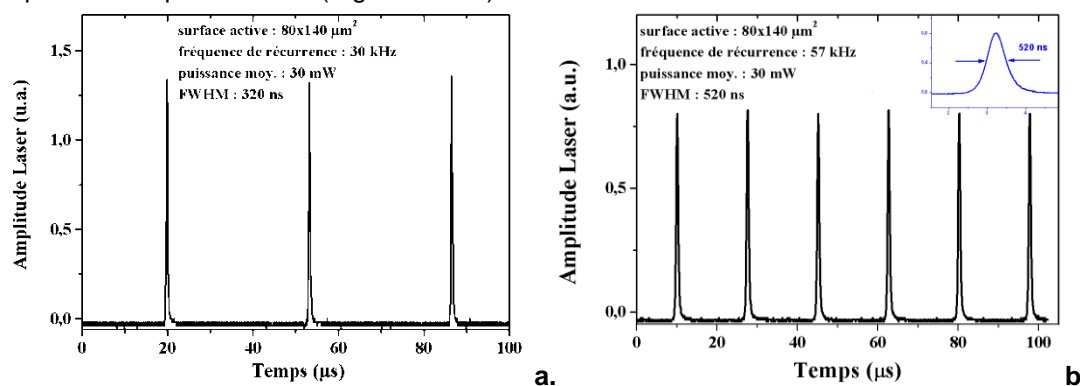 Amplitude Laser (u.a.)
surface active : 80x140 µm²
fréquence de récurrence : 30 kHz
puissance moy. : 30 mW
FWHM : 320 ns
1,5
1,0
0,5
0,0
0 20 40 60 80 100
Temps (µs)
a.
Amplitude Laser (a.u.)
surface active : 80x140 µm²
fréquence de récurrence : 57 kHz
puissance moy. : 30 mW
FWHM : 520 ns
520 ns
1,0
0,5
0,0
0 20 40 60 80 100
Temps (µs)
b